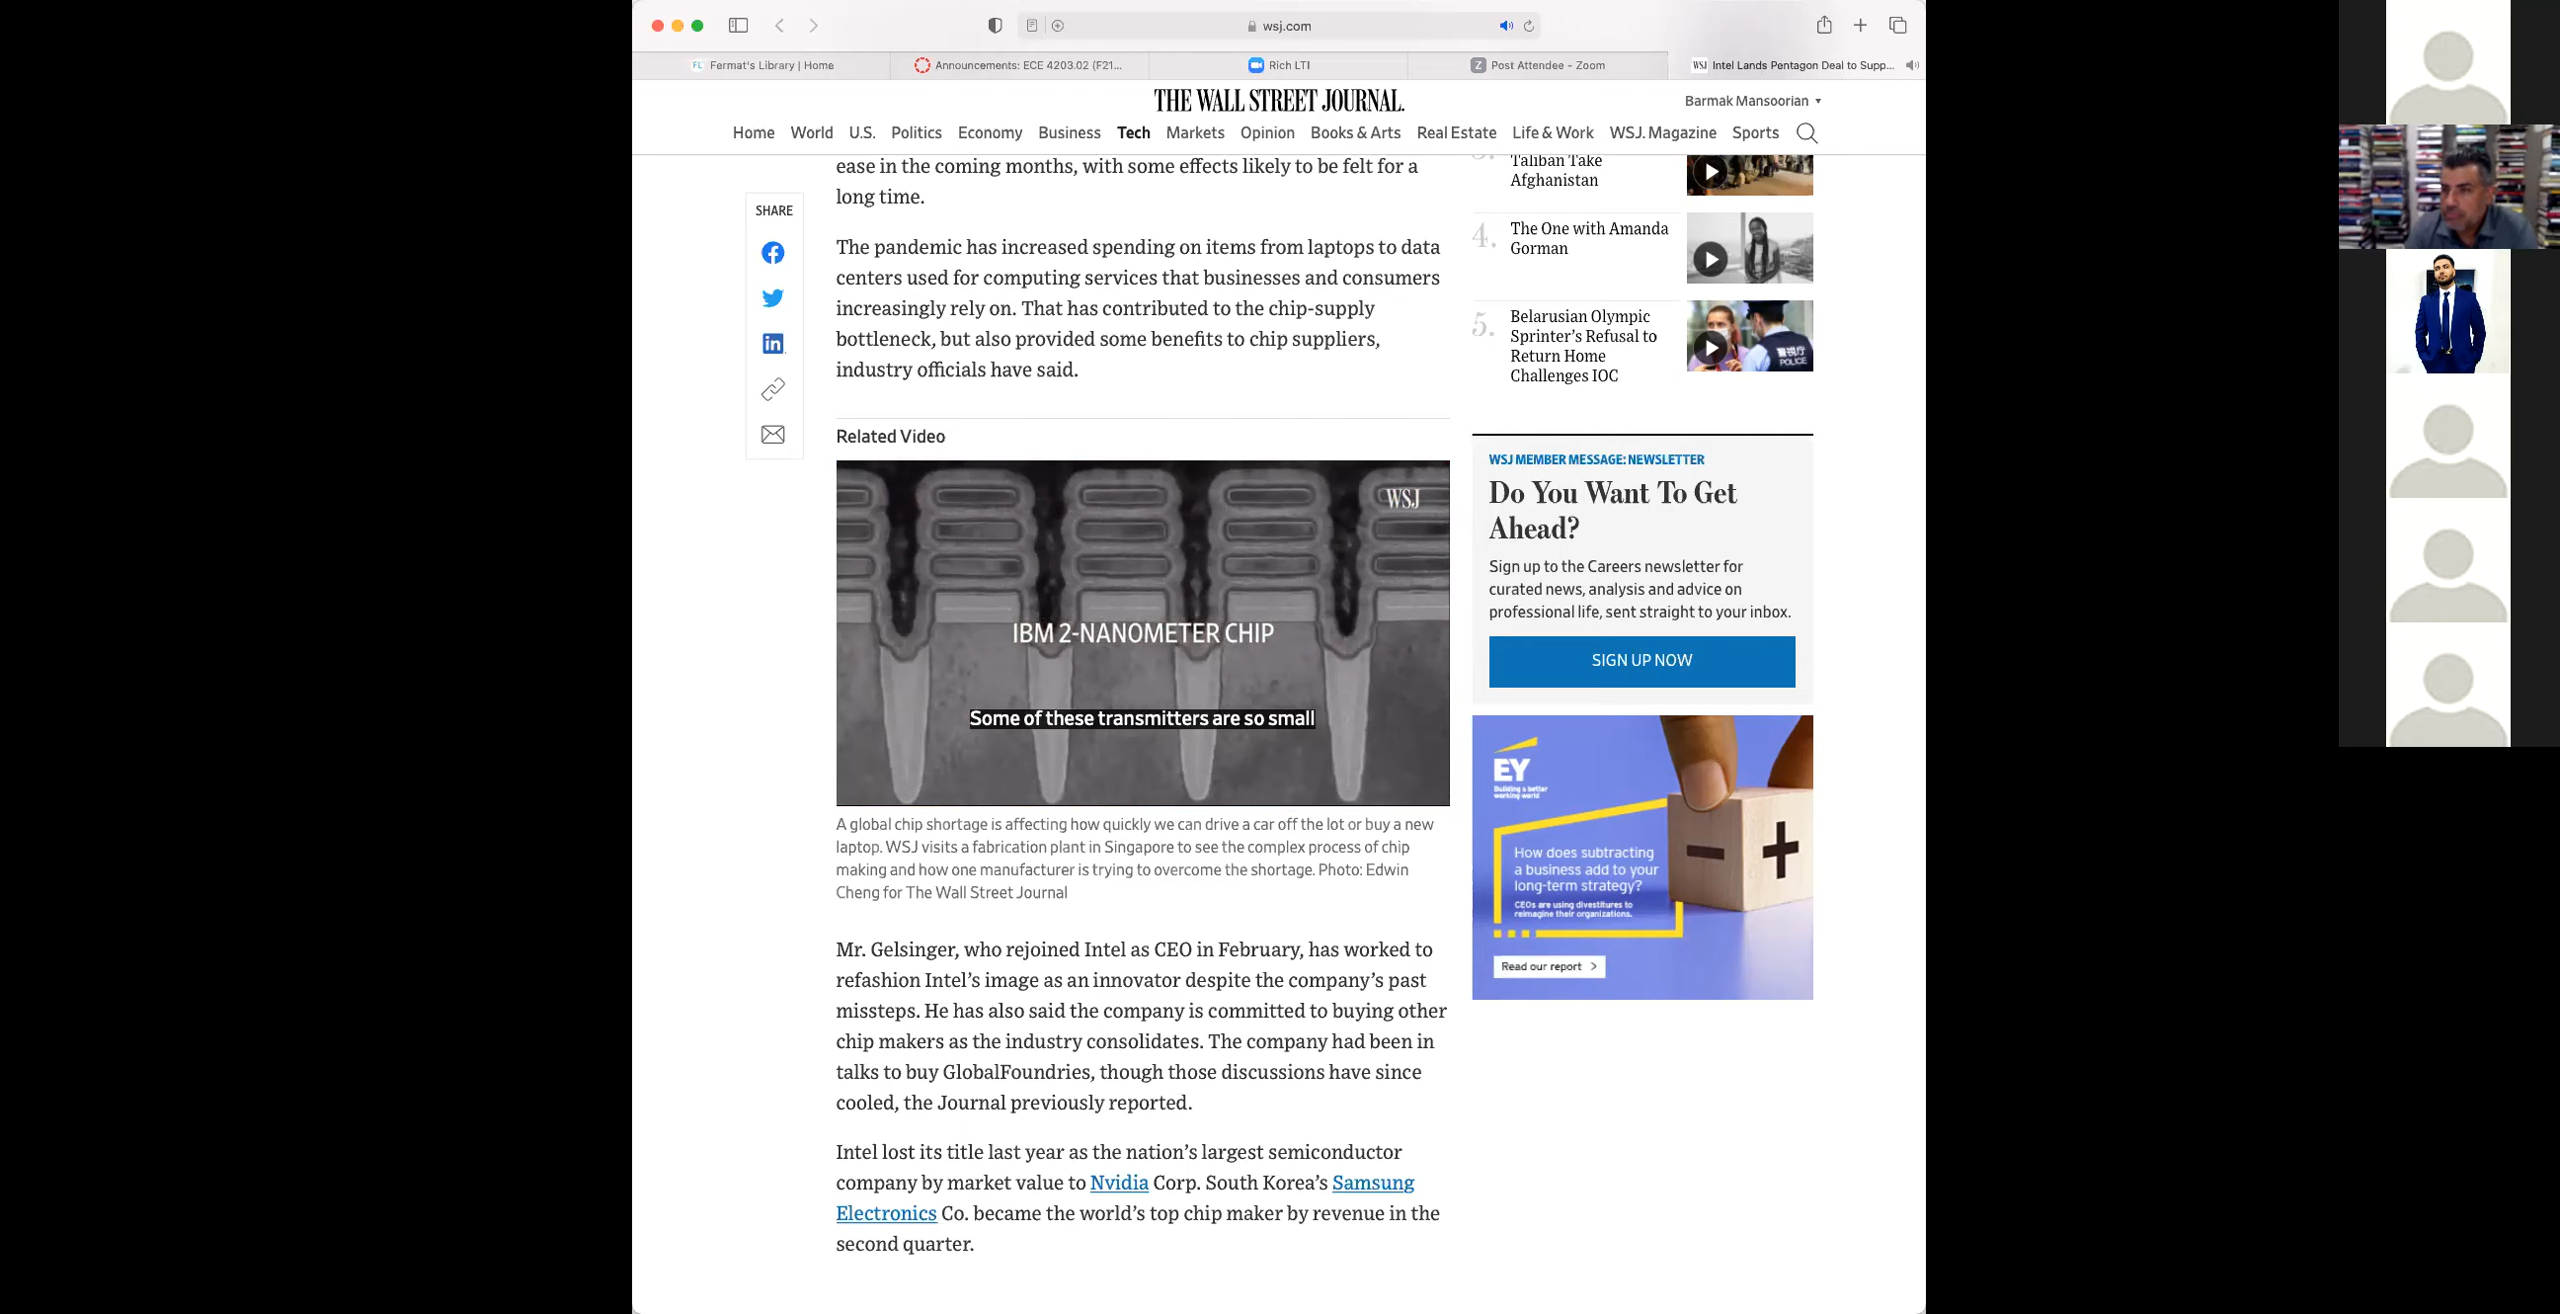 wsj.com
Fermat's Library | Home
Announcements: ECE 4203.02 (F21...
Rich LTI
Post Attendee - Zoom
Intel Lands Pentagon Deal to Supp...
THE WALL STREET JOURNAL.
Barmak Mansoorian
Home World U.S. Politics Economy Business Tech Markets Opinion Books & Arts Real Estate Life & Work WSJ. Magazine Sports
SHARE
ease in the coming months, with some effects likely to be felt for a
long time.
The pandemic has increased spending on items from laptops to data
centers used for computing services that businesses and consumers
increasingly rely on. That has contributed to the chip-supply
bottleneck, but also provided some benefits to chip suppliers,
industry officials have said.
Related Video
WSJ
IBM 2-NANOMETER CHIP
Some of these transmitters are so small
A global chip shortage is affecting how quickly we can drive a car off the lot or buy a new
laptop. WSJ visits a fabrication plant in Singapore to see the complex process of chip
making and how one manufacturer is trying to overcome the shortage. Photo: Edwin
Cheng for The Wall Street Journal
Mr. Gelsinger, who rejoined Intel as CEO in February, has worked to
refashion Intel's image as an innovator despite the company's past
missteps. He has also said the company is committed to buying other
chip makers as the industry consolidates. The company had been in
talks to buy GlobalFoundries, though those discussions have since
cooled, the Journal previously reported.
Intel lost its title last year as the nation's largest semiconductor
company by market value to Nvidia Corp. South Korea's Samsung
Electronics Co. became the world's top chip maker by revenue in the
second quarter.
Taliban Take
Afghanistan
4. The One with Amanda
Gorman
5. Belarusian Olympic
Sprinter's Refusal to
Return Home
Challenges IOC
警視庁
POLICE
WSJ MEMBER MESSAGE: NEWSLETTER
Do You Want To Get
Ahead?
Sign up to the Careers newsletter for
curated news, analysis and advice on
professional life, sent straight to your inbox.
SIGN UP NOW
EY
Building a better
working world
How does subtracting
a business add to your
long-term strategy?
CEOs are using divestitures to
reimagine their organizations.
Read our report >